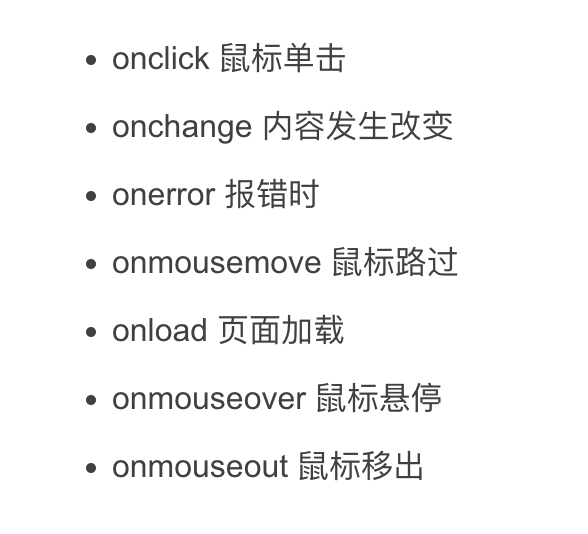 onclick 鼠标单击
onchange 内容发生改变
onerror 报错时
onmousemove 鼠标路过
onload 页面加载
onmouseover 鼠标悬停
onmouseout 鼠标移出